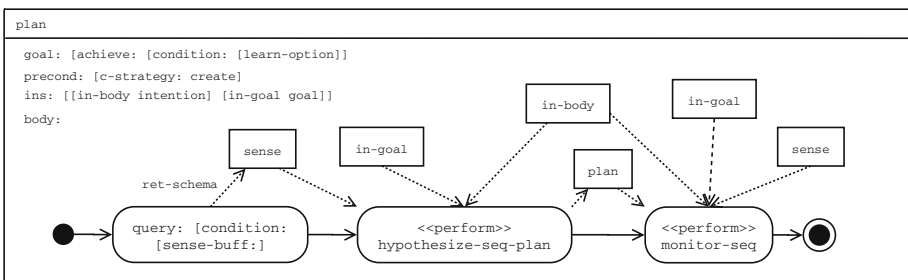 plan
goal: [achieve: [condition: [learn-option]]
precond: [c-strategy: create]
ins: [[in-body intention] [in-goal goal]]
body:
in-body
in-goal
sense
in-goal
sense
plan
ret-schema
query: [condition:
[sense-buff:]
<<perform>>
hypothesize-seq-plan
<<perform>>
monitor-seq